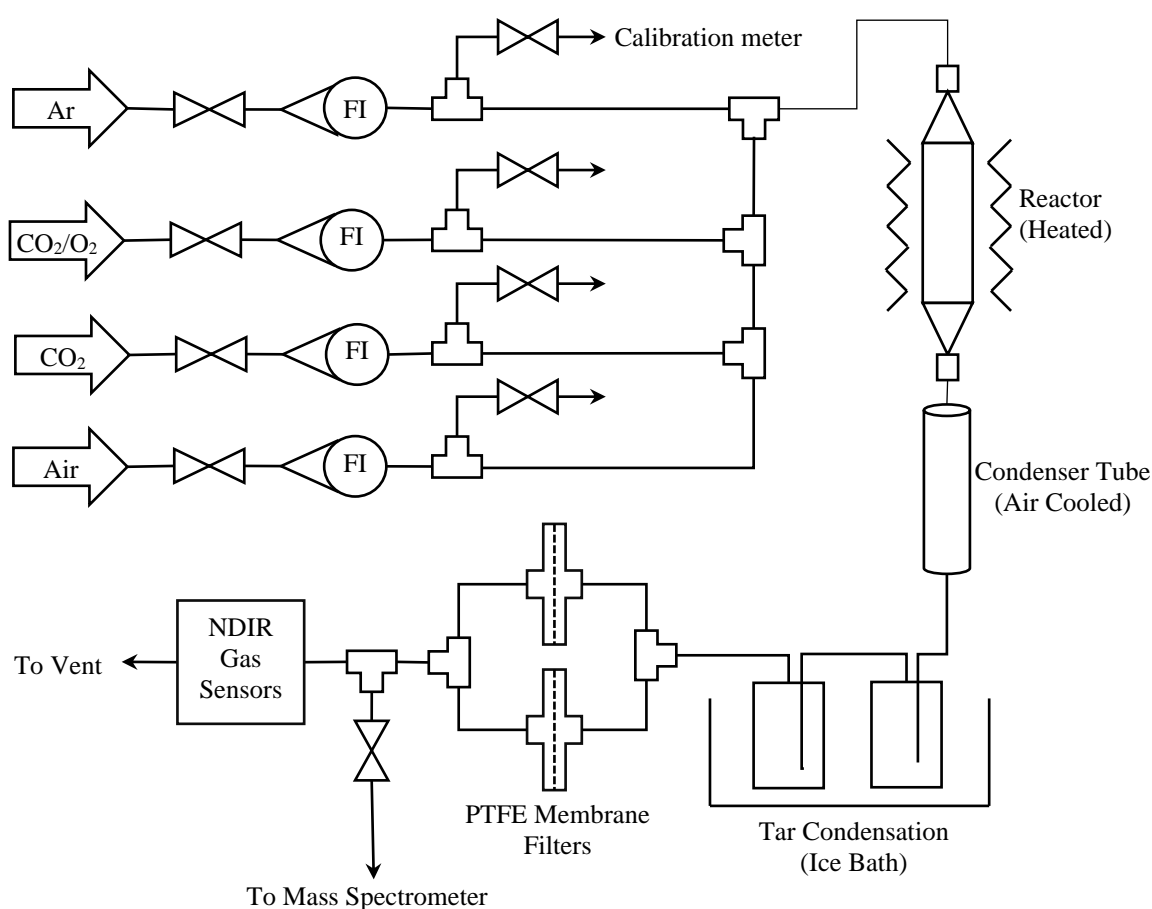 Calibration meter
Ar
FI
CO₂/O₂
FI
Reactor
(Heated)
CO₂
FI
Air
FI
Condenser Tube
(Air Cooled)
NDIR
Gas
Sensors
To Vent
PTFE Membrane
Filters
Tar Condensation
(Ice Bath)
To Mass Spectrometer